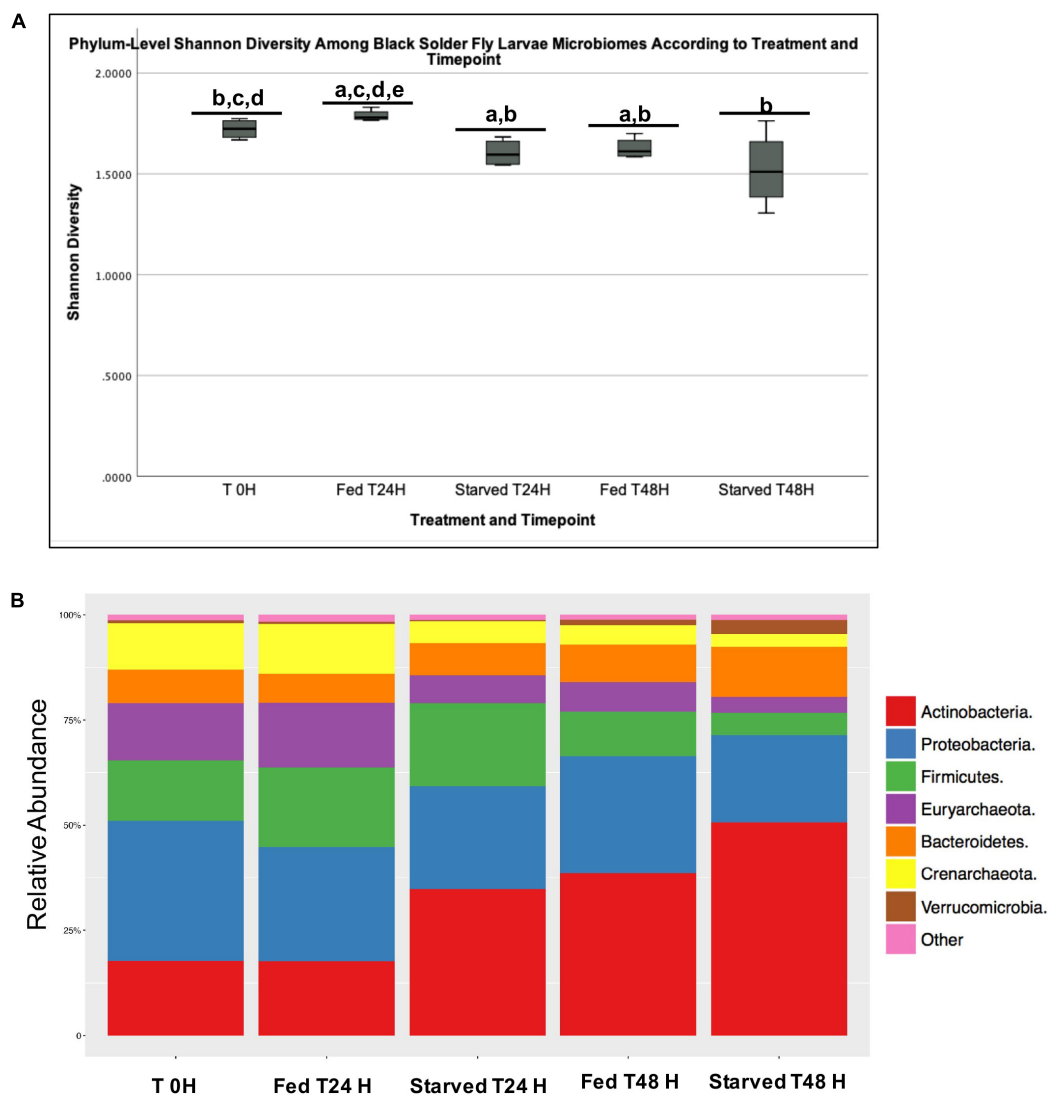 A
Phylum-Level Shannon Diversity Among Black Solder Fly Larvae Microbiomes According to Treatment and
Timepoint
2.0000
1.5000
1.0000
.5000
.0000
Shannon Diversity
b,c,d
a,c,d,e
a,b
a,b
b
T 0H
Fed T24H
Starved T24H
Fed T48H
Starved T48H
Treatment and Timepoint
B
100%
75%
50%
25%
0
Relative Abundance
Actinobacteria.
Proteobacteria.
Firmicutes.
Euryarchaeota.
Bacteroidetes.
Crenarchaeota.
Verrucomicrobia.
Other
T 0H
Fed T24 H
Starved T24 H
Fed T48 H
Starved T48 H